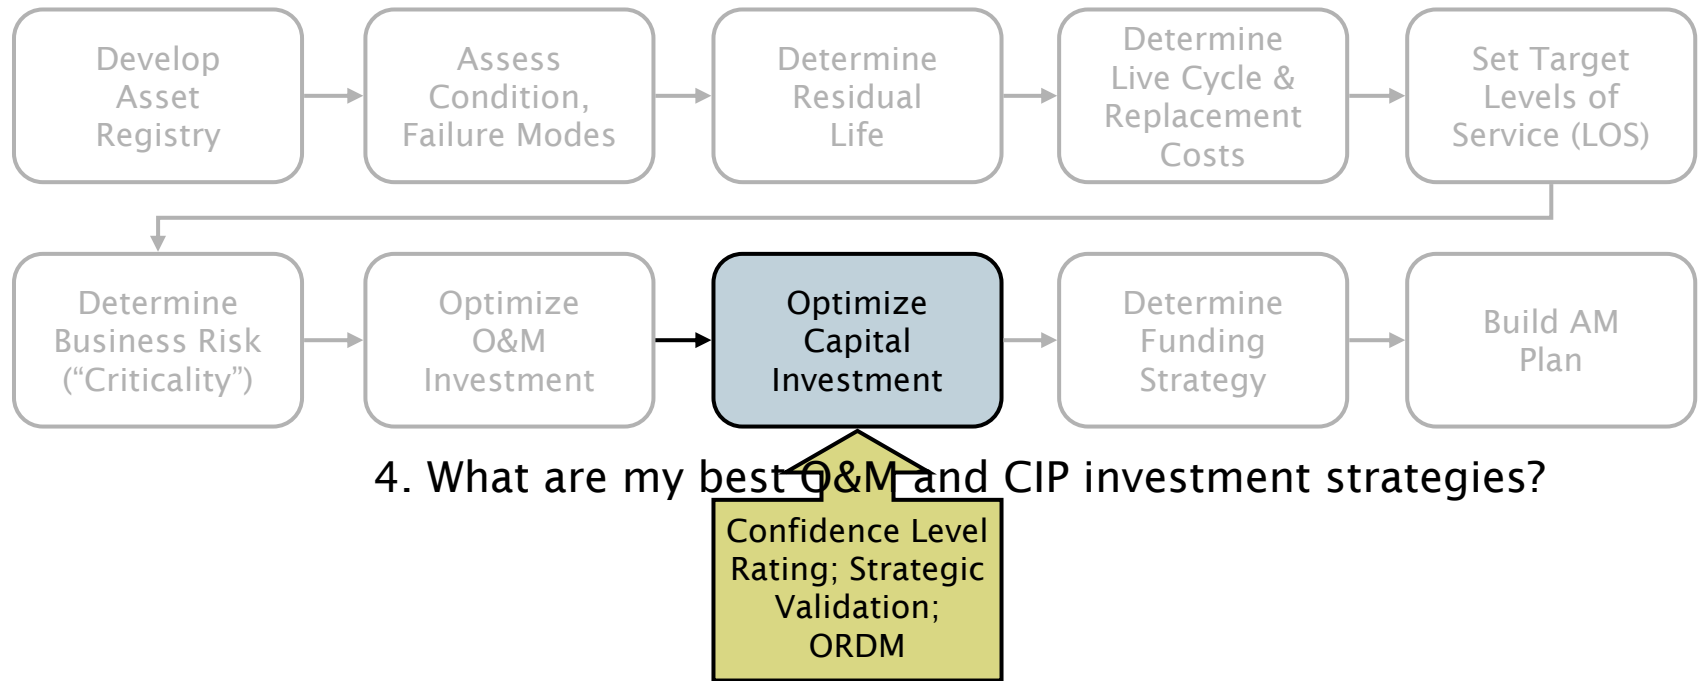 Develop
Asset
Registry
Assess
Condition,
Failure Modes
Determine
Residual
Life
Determine
Live Cycle &
Replacement
Costs
Set Target
Levels of
Service (LOS)
Determine
Business Risk
(“Criticality”)
Optimize
O&M
Investment
Optimize
Capital
Investment
Determine
Funding
Strategy
Build AM
Plan
4. What are my best O&M and CIP investment strategies?
Confidence Level
Rating; Strategic
Validation;
ORDM